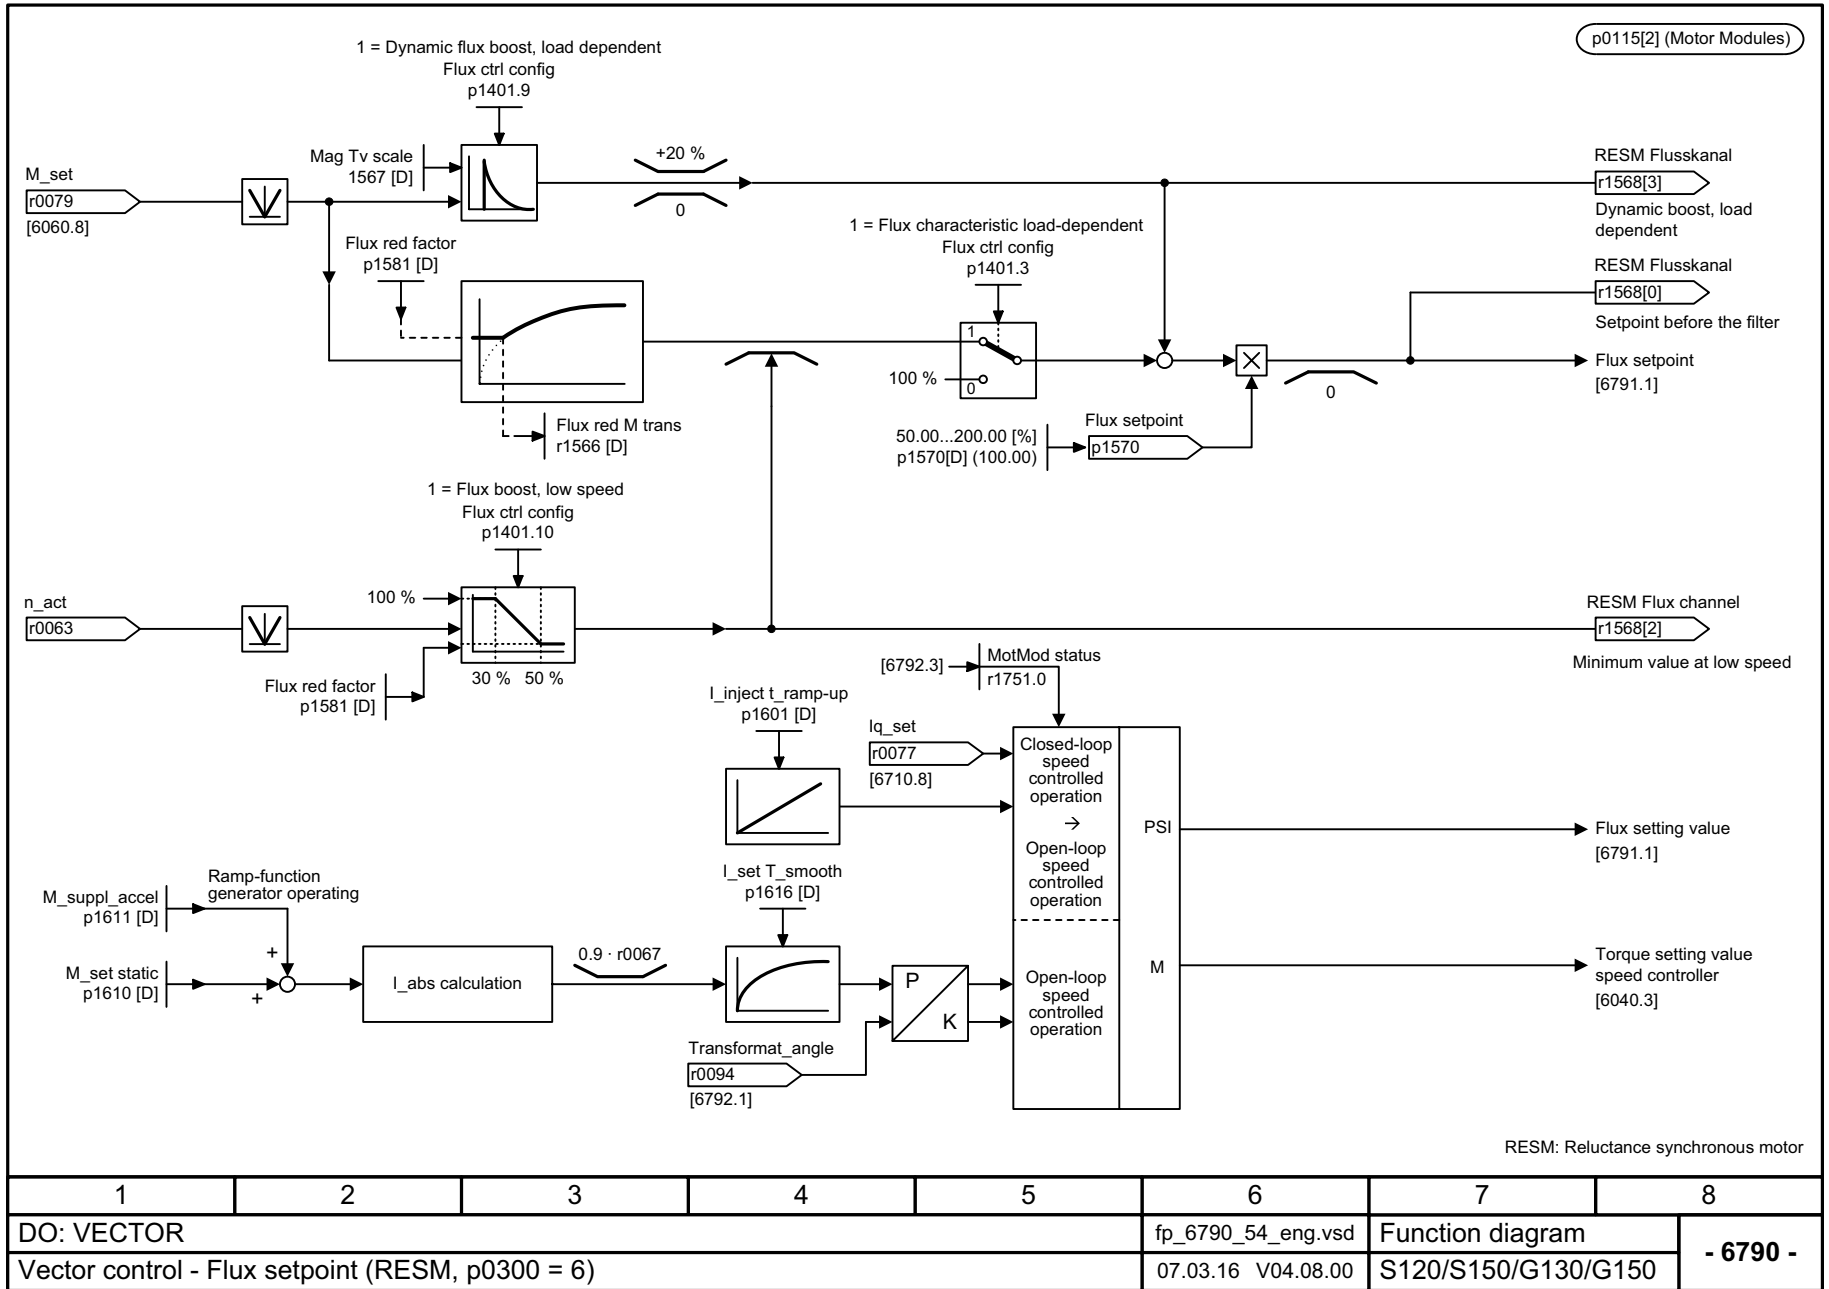 p0115[2] (Motor Modules)
1 = Dynamic flux boost, load dependent
Flux ctrl config
p1401.9
Mag Tv scale
1567 [D]
+20 %
0
M_set
r0079
[6060.8]
RESM Flusskanal
r1568[3]
Dynamic boost, load
dependent
Flux red factor
p1581 [D]
1 = Flux characteristic load-dependent
Flux ctrl config
p1401.3
RESM Flusskanal
r1568[0]
Setpoint before the filter
1
100 %
0
0
Flux setpoint
[6791.1]
Flux red M trans
r1566 [D]
50.00...200.00 [%]
p1570[D] (100.00)
Flux setpoint
p1570
1 = Flux boost, low speed
Flux ctrl config
p1401.10
100 %
n_act
r0063
30 %
50 %
Flux red factor
p1581 [D]
RESM Flux channel
r1568[2]
Minimum value at low speed
[6792.3]
MotMod status
r1751.0
I_inject t_ramp-up
p1601 [D]
Iq_set
r0077
[6710.8]
Closed-loop
speed
controlled
operation
→
Open-loop
speed
controlled
operation
PSI
Flux setting value
[6791.1]
Ramp-function
generator operating
M_suppl_accel
p1611 [D]
+
M_set static
p1610 [D]
+
I_abs calculation
0.9 · r0067
I_set T_smooth
p1616 [D]
P
K
Open-loop
speed
controlled
operation
M
Torque setting value
speed controller
[6040.3]
Transformat_angle
r0094
[6792.1]
RESM: Reluctance synchronous motor
1 2 3 4 5 6 7 8
DO: VECTOR
fp_6790_54_eng.vsd
Function diagram
- 6790 -
Vector control - Flux setpoint (RESM, p0300 = 6)
07.03.16 V04.08.00
S120/S150/G130/G150